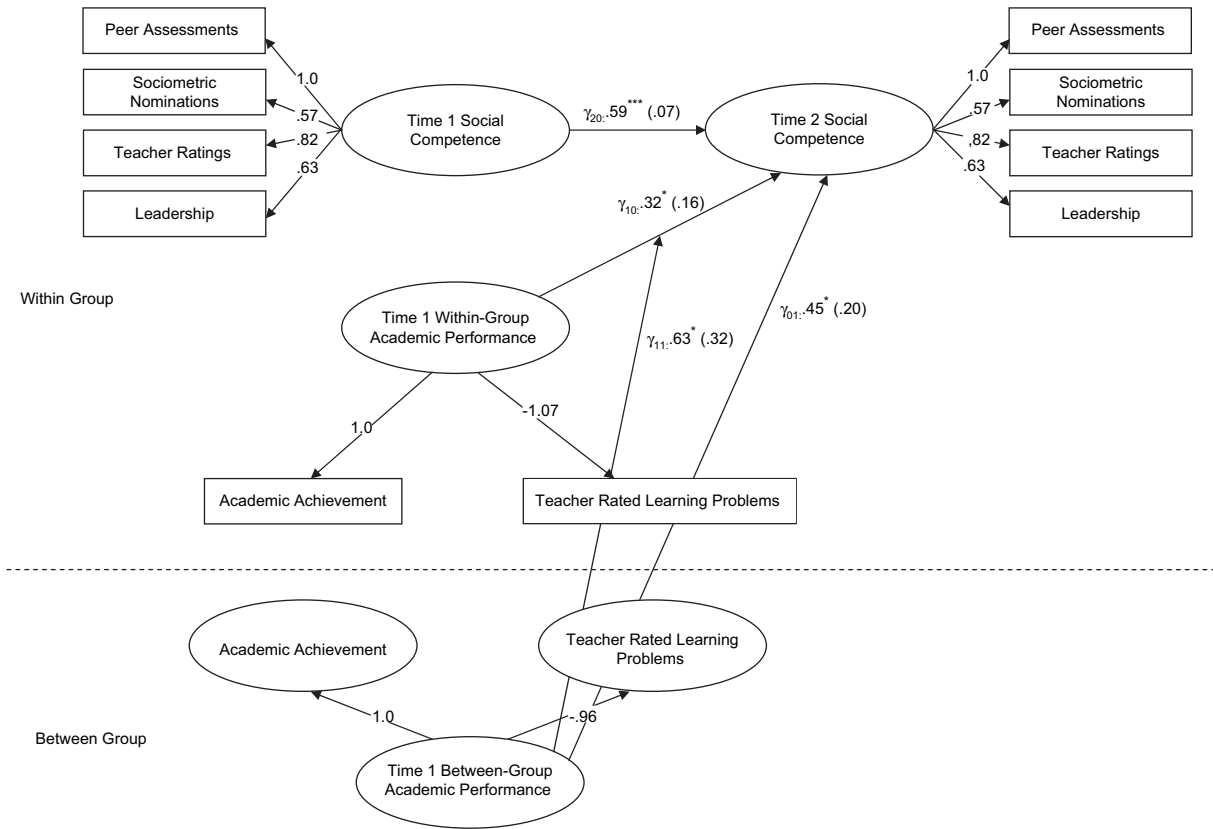 Peer Assessments
Peer Assessments
1.0
1.0
Sociometric
Nominations
Sociometric
Nominations
.57
.57
Time 1 Social
Competence
γ20:.59*** (.07)
Time 2 Social
Competence
.82
,82
Teacher Ratings
Teacher Ratings
.63
.63
Leadership
Leadership
γ10:.32* (.16)
Within Group
Time 1 Within-Group
Academic Performance
γ01:.45* (.20)
γ11:.63* (.32)
-1.07
1.0
Academic Achievement
Teacher Rated Learning Problems
Academic Achievement
Teacher Rated Learning
Problems
1.0
-.96
Between Group
Time 1 Between-Group
Academic Performance